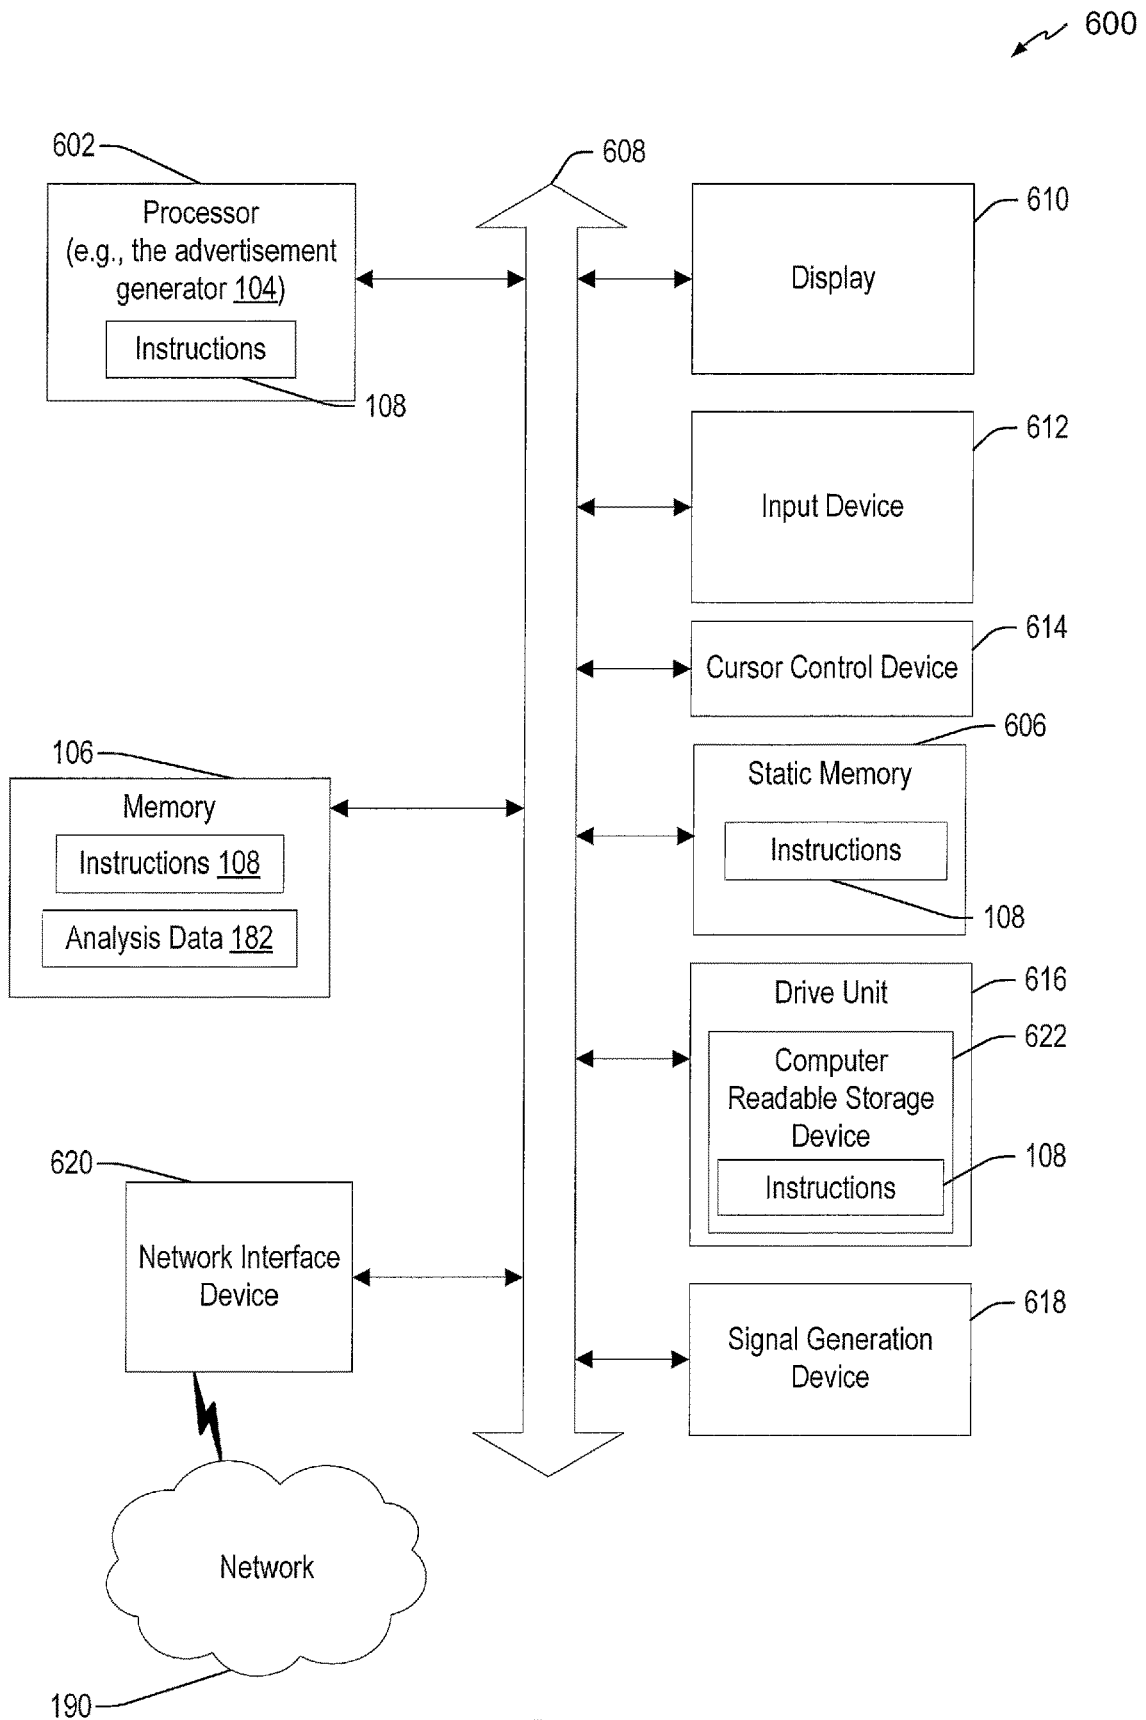 600
602
Processor
(e.g., the advertisement
generator 104)
Instructions
108
608
610
Display
612
Input Device
614
Cursor Control Device
606
Static Memory
Instructions
108
106
Memory
Instructions 108
Analysis Data 182
616
Drive Unit
622
Computer
Readable Storage
Device
108
Instructions
620
Network Interface
Device
618
Signal Generation
Device
Network
190